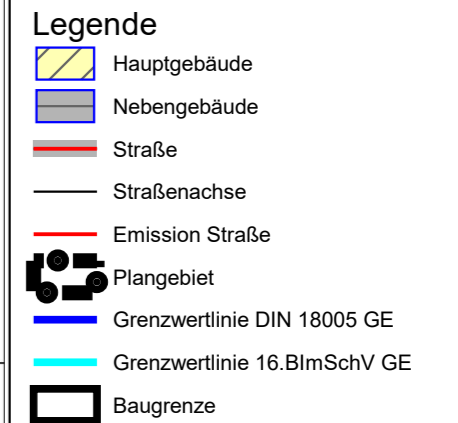 Legende
Hauptgebäude
Nebengebäude
Straße
Straßenachse
Emission Straße
Plangebiet
Grenzwertlinie DIN 18005 GE
Grenzwertlinie 16.BImSchV GE
Baugrenze